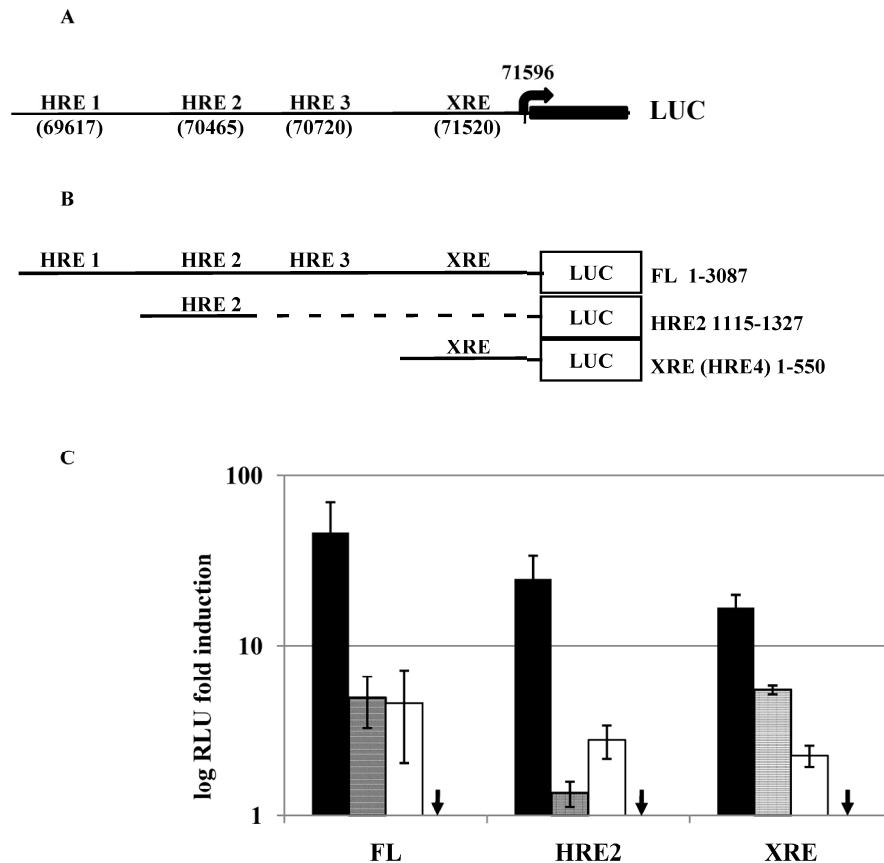 A
71596
HRE 1 HRE 2 HRE 3 XRE
(69617) (70465) (70720) (71520)
LUC
B
HRE 1 HRE 2 HRE 3 XRE LUC FL 1-3087
HRE 2 LUC HRE2 1115-1327
XRE LUC XRE (HRE4) 1-550
C
log RLU fold induction
100
10
1
FL HRE2 XRE